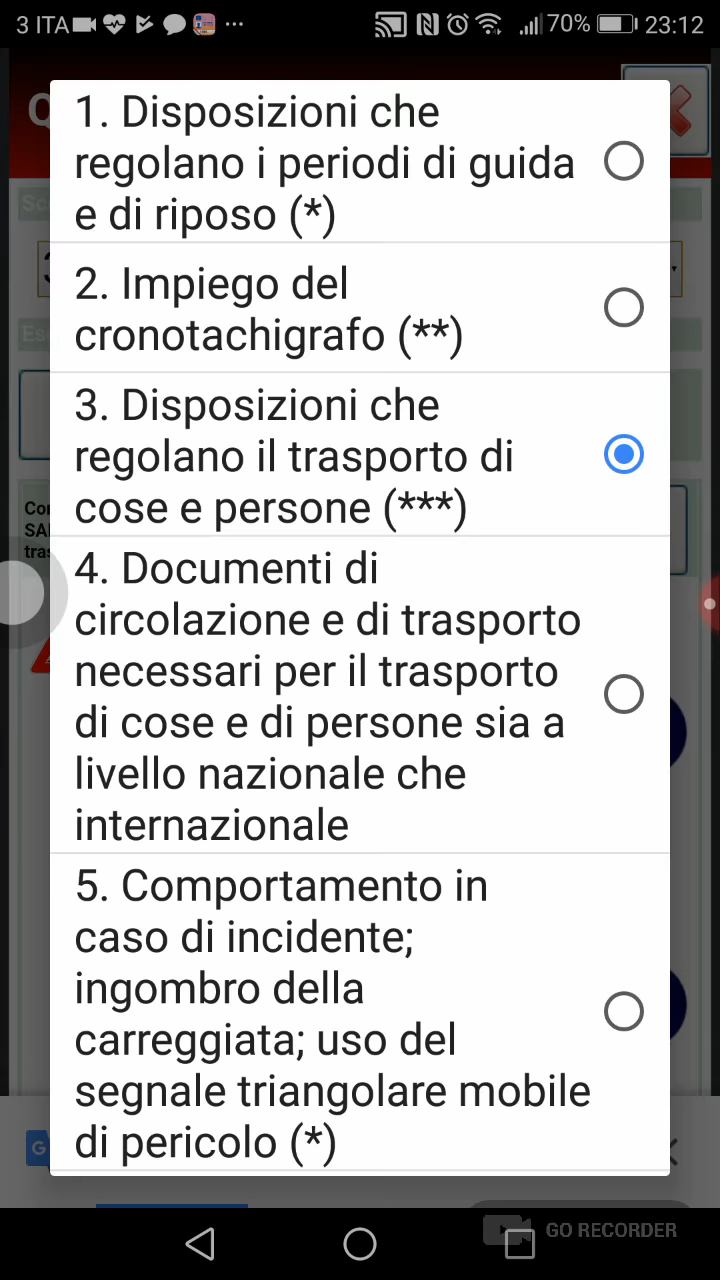 3 ITA
70% 23:12
Q
1. Disposizioni che
regolano i periodi di guida
e di riposo (*)
2. Impiego del
cronotachigrafo (**)
3. Disposizioni che
regolano il trasporto di
cose e persone (***)
Co
SA
tras
4. Documenti di
circolazione e di trasporto
necessari per il trasporto
di cose e di persone sia a
livello nazionale che
internazionale
5. Comportamento in
caso di incidente;
ingombro della
carreggiata; uso del
segnale triangolare mobile
di pericolo (*)
G
GO RECORDER